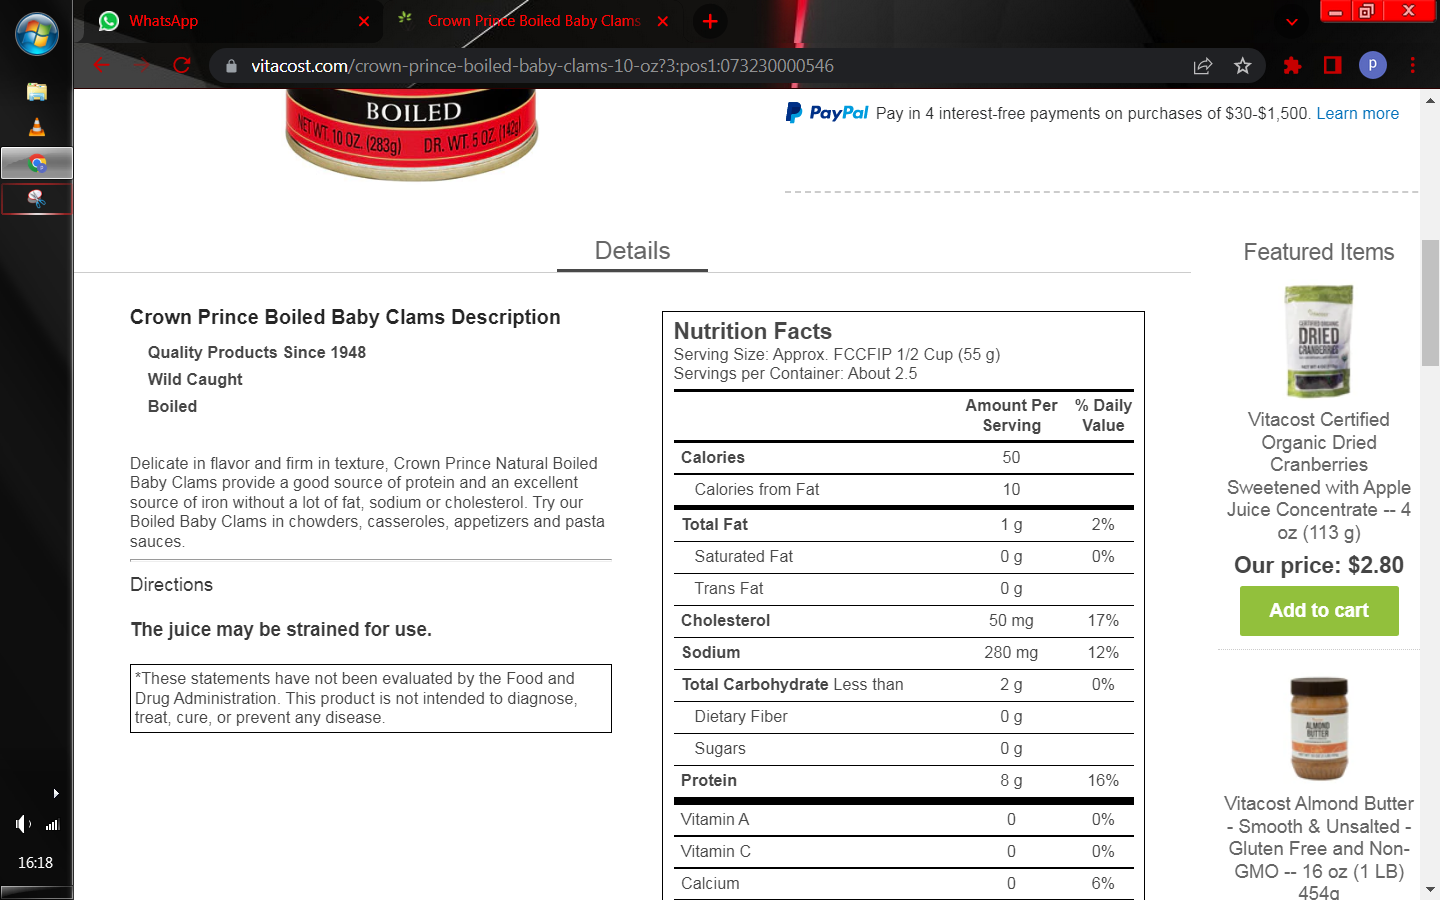 WhatsApp
Crown Prince Boiled Baby Clams
vitacost.com/crown-prince-boiled-baby-clams-10-oz?3:pos1:073230000546
p
BOILED
NET WT. 10 OZ. (283g) DR. WT. 5 OZ. (142g)
PayPal Pay in 4 interest-free payments on purchases of $30-$1,500. Learn more
Details
Crown Prince Boiled Baby Clams Description
Quality Products Since 1948
Wild Caught
Boiled
Delicate in flavor and firm in texture, Crown Prince Natural Boiled
Baby Clams provide a good source of protein and an excellent
source of iron without a lot of fat, sodium or cholesterol. Try our
Boiled Baby Clams in chowders, casseroles, appetizers and pasta
sauces.
Directions
The juice may be strained for use.
*These statements have not been evaluated by the Food and
Drug Administration. This product is not intended to diagnose,
treat, cure, or prevent any disease.
Nutrition Facts
Serving Size: Approx. FCCFIP 1/2 Cup (55 g)
Servings per Container: About 2.5
Amount Per Serving % Daily Value
Calories 50
Calories from Fat 10
Total Fat 1 g 2%
Saturated Fat 0 g 0%
Trans Fat 0 g
Cholesterol 50 mg 17%
Sodium 280 mg 12%
Total Carbohydrate Less than 2 g 0%
Dietary Fiber 0 g
Sugars 0 g
Protein 8 g 16%
Vitamin A 0 0%
Vitamin C 0 0%
Calcium 0 6%
Featured Items
CERTIFIED ORGANIC
DRIED
CRANBERRIES
Vitacost Certified
Organic Dried
Cranberries
Sweetened with Apple
Juice Concentrate -- 4
oz (113 g)
Our price: $2.80
Add to cart
ALMOND
BUTTER
Vitacost Almond Butter
- Smooth & Unsalted -
Gluten Free and Non-
GMO -- 16 oz (1 LB)
454g
16:18